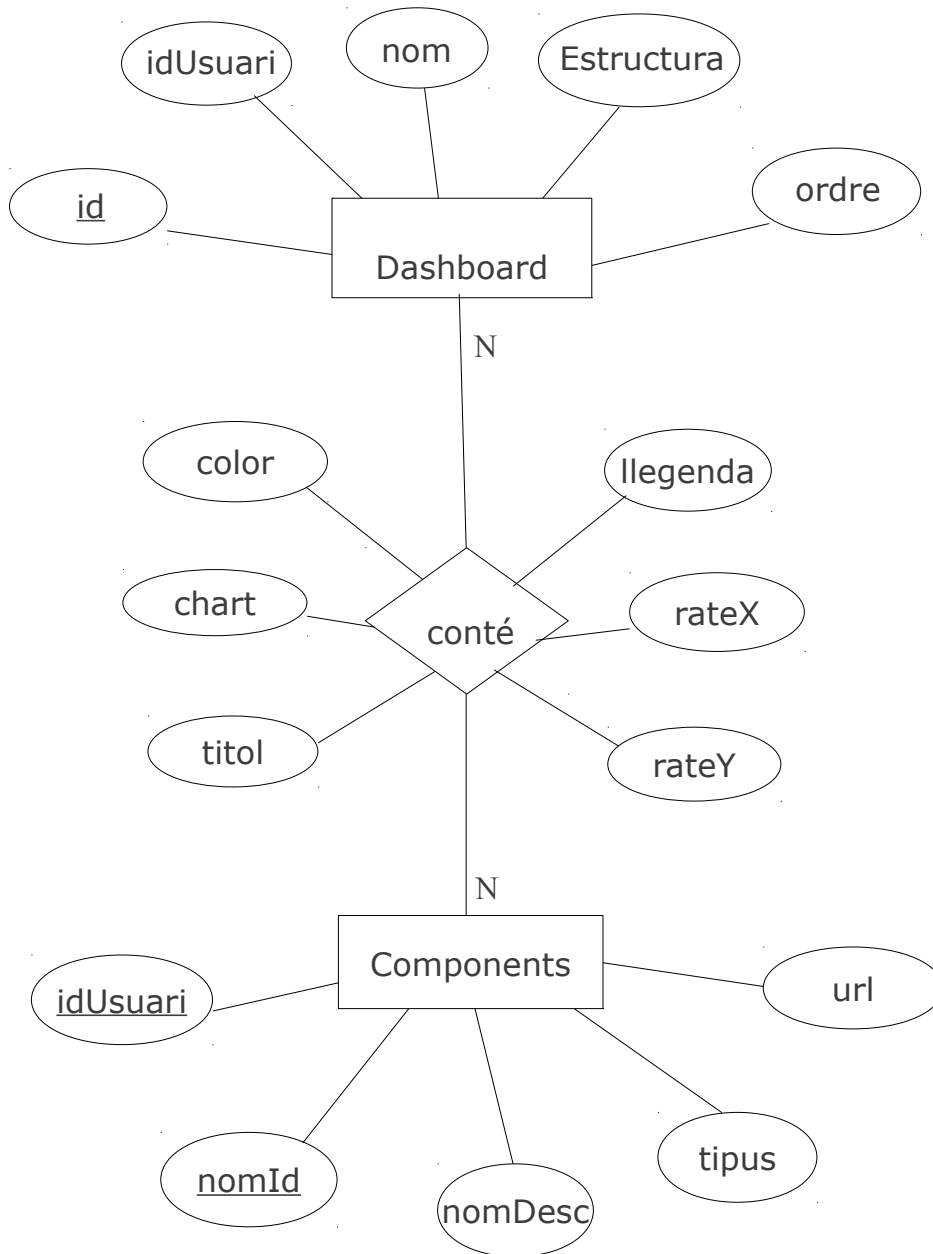 nom
Estructura
idUsuari
ordre
id
Dashboard
N
color
llegenda
chart
rateX
conté
titol
rateY
N
Components
idUsuari
url
nomId
nomDesc
tipus